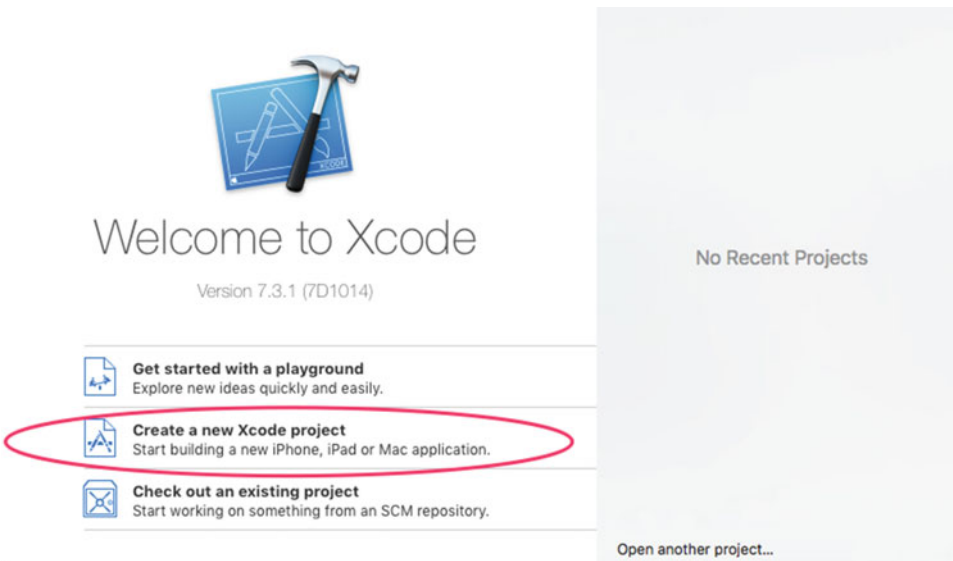 XCODE
Welcome to Xcode
Version 7.3.1 (7D1014)
Get started with a playground
Explore new ideas quickly and easily.
Create a new Xcode project
Start building a new iPhone, iPad or Mac application.
Check out an existing project
Start working on something from an SCM repository.
No Recent Projects
Open another project...